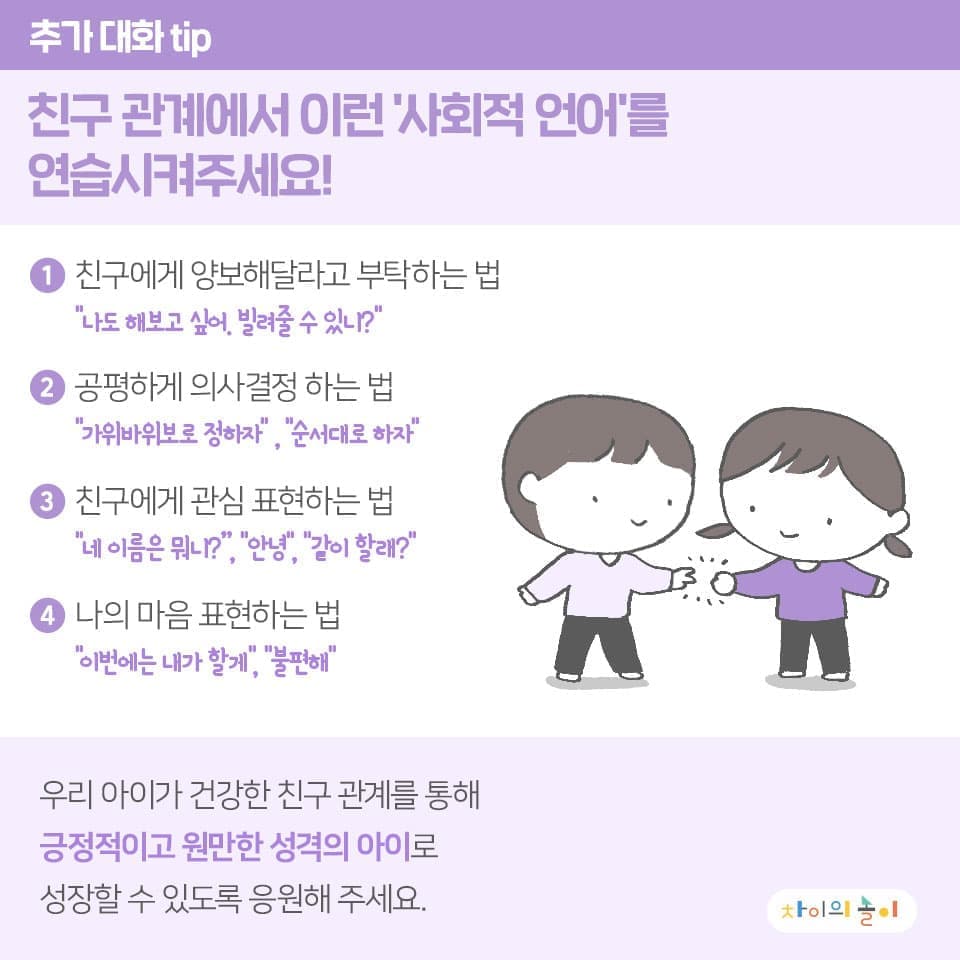 추가 대화 tip
친구 관계에서 이런 '사회적 언어'를
연습시켜주세요!
1 친구에게 양보해달라고 부탁하는 법
"나도 해보고 싶어. 빌려줄 수 있니?"
2 공평하게 의사결정 하는 법
"가위바위보로 정하자" , "순서대로 하자"
3 친구에게 관심 표현하는 법
"네 이름은 뭐니?”, "안녕", "같이 할래?"
4 나의 마음 표현하는 법
"이번에는 내가 할게", "불편해"
우리 아이가 건강한 친구 관계를 통해
긍정적이고 원만한 성격의 아이로
성장할 수 있도록 응원해 주세요.
차이의 놀이